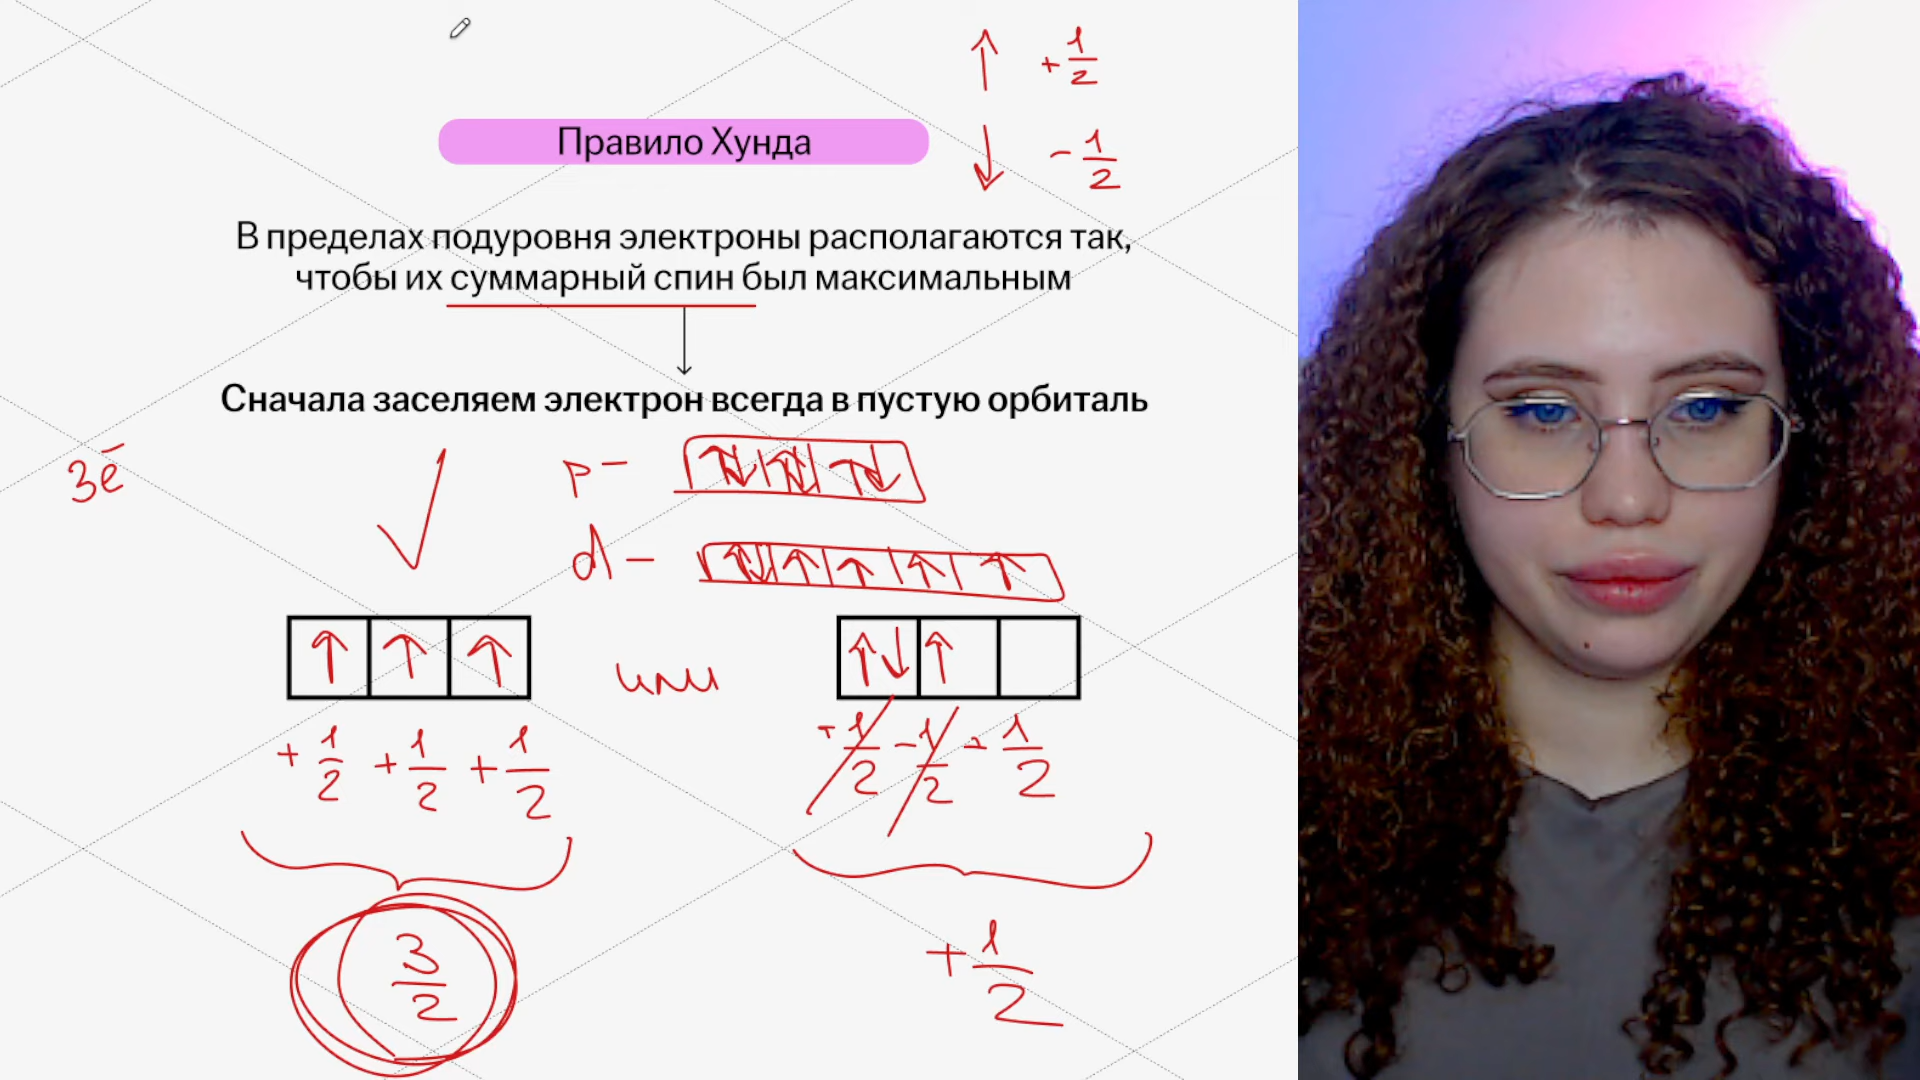 ↑ + 1/2
Правило Хунда
↓ - 1/2
В пределах подуровня электроны располагаются так,
чтобы их суммарный спин был максимальным
Сначала заселяем электрон всегда в пустую орбиталь
3ē
p - ↑↓ ↑↓ ↑↓
d - ↑↓ ↑ ↑ ↑ ↑
↑ ↑ ↑ или ↑↓ ↑
+ 1/2 + 1/2 + 1/2
+ 1/2 - 1/2 + 1/2
3/2
+ 1/2